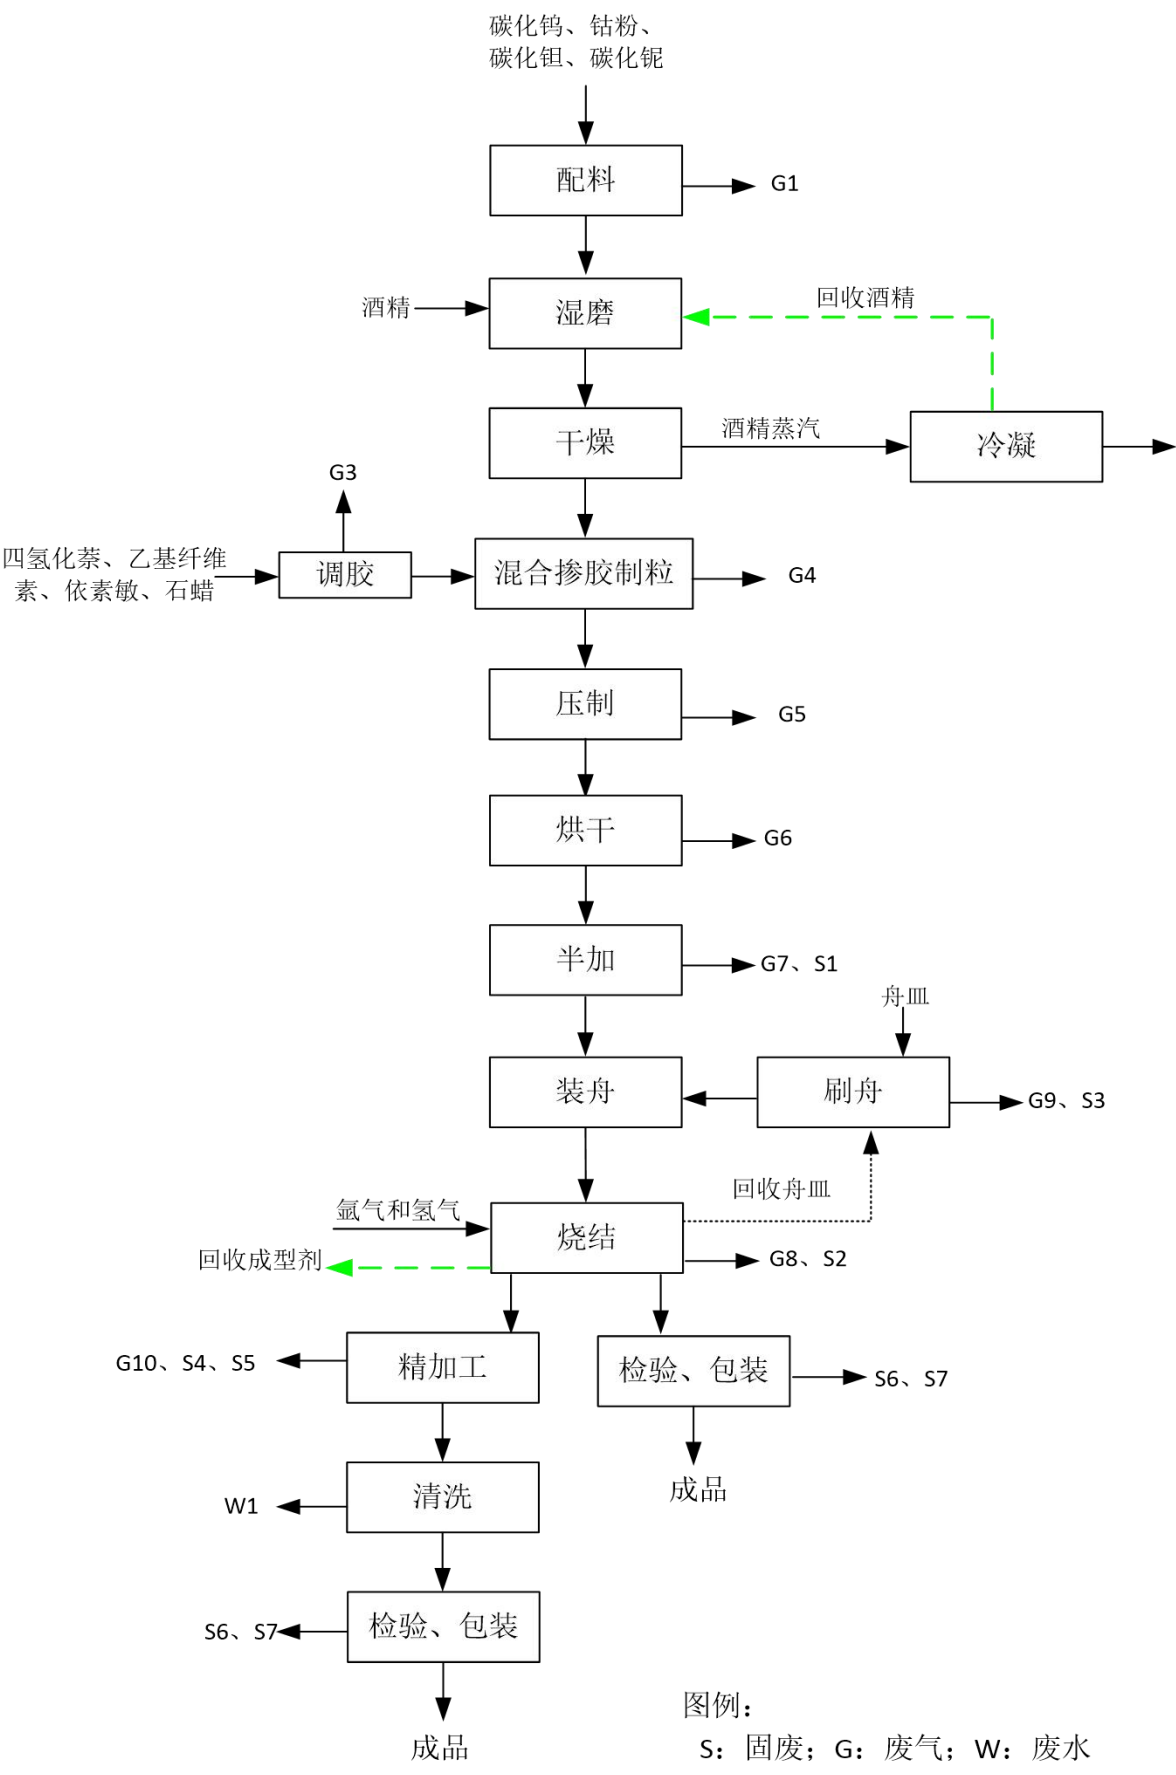 碳化钨、钴粉、
碳化钽、碳化铌
配料
G1
酒精
湿磨
回收酒精
干燥
酒精蒸汽
冷凝
G3
四氢化萘、乙基纤维
素、依素敏、石蜡
调胶
混合掺胶制粒
G4
压制
G5
烘干
G6
半加
G7、S1
舟皿
装舟
刷舟
G9、S3
回收舟皿
氩气和氢气
烧结
回收成型剂
G8、S2
G10、S4、S5
精加工
检验、包装
S6、S7
清洗
成品
W1
检验、包装
S6、S7
成品
图例：
S：固废；G：废气；W：废水